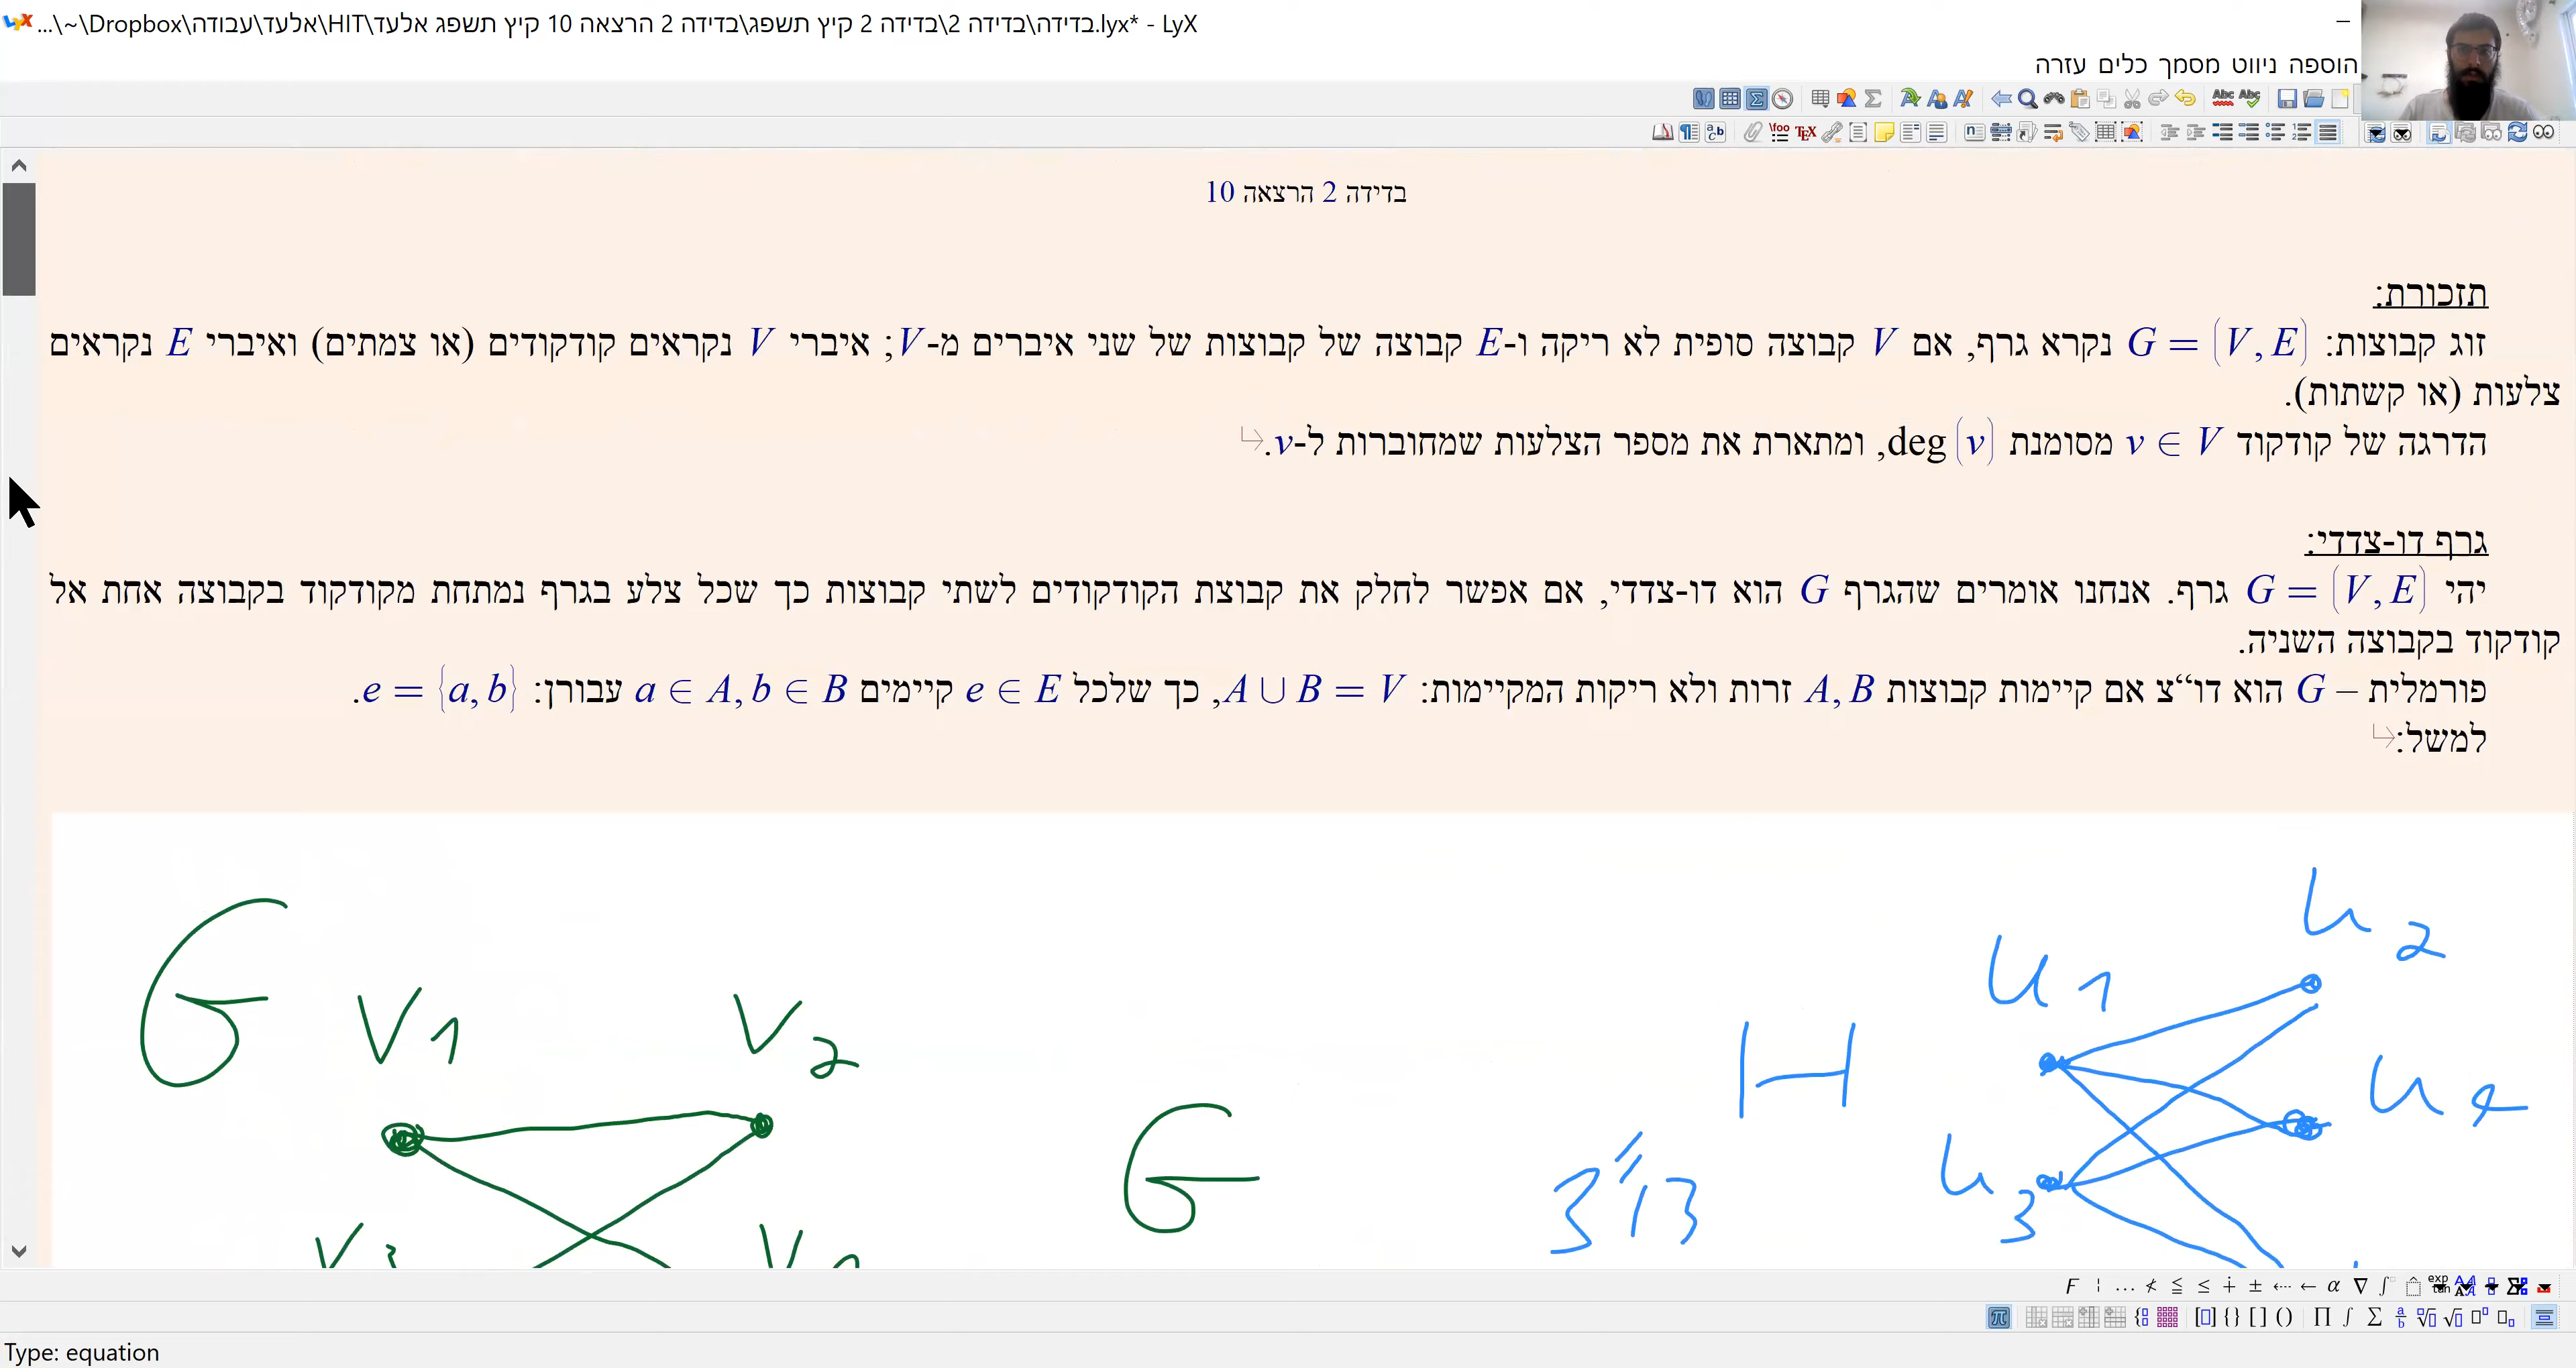 ...\~\Dropbox\אלעד\עבודה\HIT\בדידה\בדידה 2\בדידה 2 קיץ תשפג\בדידה 2 הרצאה 10 קיץ תשפג אלעד.lyx* - LyX
הוספה ניווט מסמך כלים עזרה
בדידה 2 הרצאה 10
תזכורת:
זוג קבוצות: G = (V, E) נקרא גרף, אם V קבוצה סופית לא ריקה ו-E קבוצה של קבוצות של שני איברים מ-V; איברי V נקראים קודקודים (או צמתים) ואיברי E נקראים
צלעות (או קשתות).
הדרגה של קודקוד v ∈ V מסומנת deg (v), ומתארת את מספר הצלעות שמחוברות ל-v.
גרף דו-צדדי:
יהי G = (V, E) גרף. אנחנו אומרים שהגרף G הוא דו-צדדי, אם אפשר לחלק את קבוצת הקודקודים לשתי קבוצות כך שכל צלע בגרף נמתחת מקודקוד בקבוצה אחת אל
קודקוד בקבוצה השניה.
פורמלית – G הוא דו“צ אם קיימות קבוצות A, B זרות ולא ריקות המקיימות: A ∪ B = V, כך שלכל e ∈ E קיימים a ∈ A, b ∈ B עבורן: e = {a, b}.
למשל:
G v1 v2
H u1 u2
u4
u3
G
v3
Type: equation